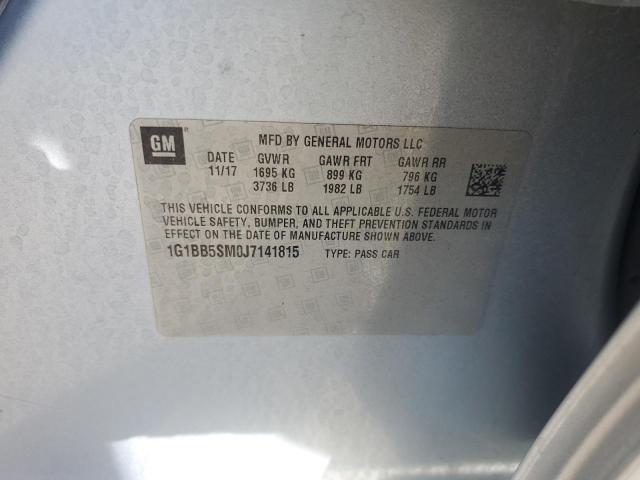 GM
MFD BY GENERAL MOTORS LLC
DATE GVWR GAWR FRT GAWR RR
11/17 1695 KG 899 KG 796 KG
3736 LB 1982 LB 1754 LB
THIS VEHICLE CONFORMS TO ALL APPLICABLE U.S. FEDERAL MOTOR
VEHICLE SAFETY, BUMPER, AND THEFT PREVENTION STANDARDS IN
EFFECT ON THE DATE OF MANUFACTURE SHOWN ABOVE.
1G1BB5SM0J7141815 TYPE: PASS CAR